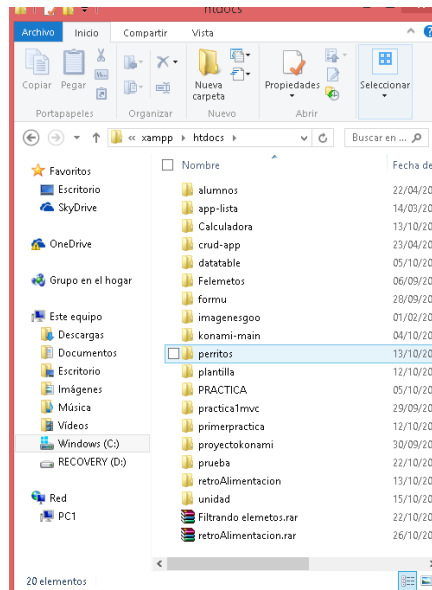 htdocs
Archivo Inicio Compartir Vista
Copiar Pegar Nueva carpeta Propiedades Seleccionar
Portapapeles Organizar Nuevo Abrir
« xampp htdocs Buscar en ...
Nombre Fecha de
Favoritos
Escritorio
SkyDrive
OneDrive
Grupo en el hogar
Este equipo
Descargas
Documentos
Escritorio
Imágenes
Música
Vídeos
Windows (C:)
RECOVERY (D:)
Red
PC1
alumnos 22/04/20
app-lista 14/03/20
Calculadora 13/10/20
crud-app 23/04/20
datatable 05/10/20
Felemetos 06/09/20
formu 28/09/20
imagenesgoo 01/02/20
konami-main 04/10/20
perritos 13/10/20
plantilla 12/10/20
PRACTICA 05/10/20
practica1mvc 29/09/20
primerpractica 12/10/20
proyectokonami 30/09/20
prueba 22/10/20
retroAlimentacion 13/10/20
unidad 15/10/20
Filtrando elemetos.rar 22/10/20
retroAlimentacion.rar 26/10/20
20 elementos